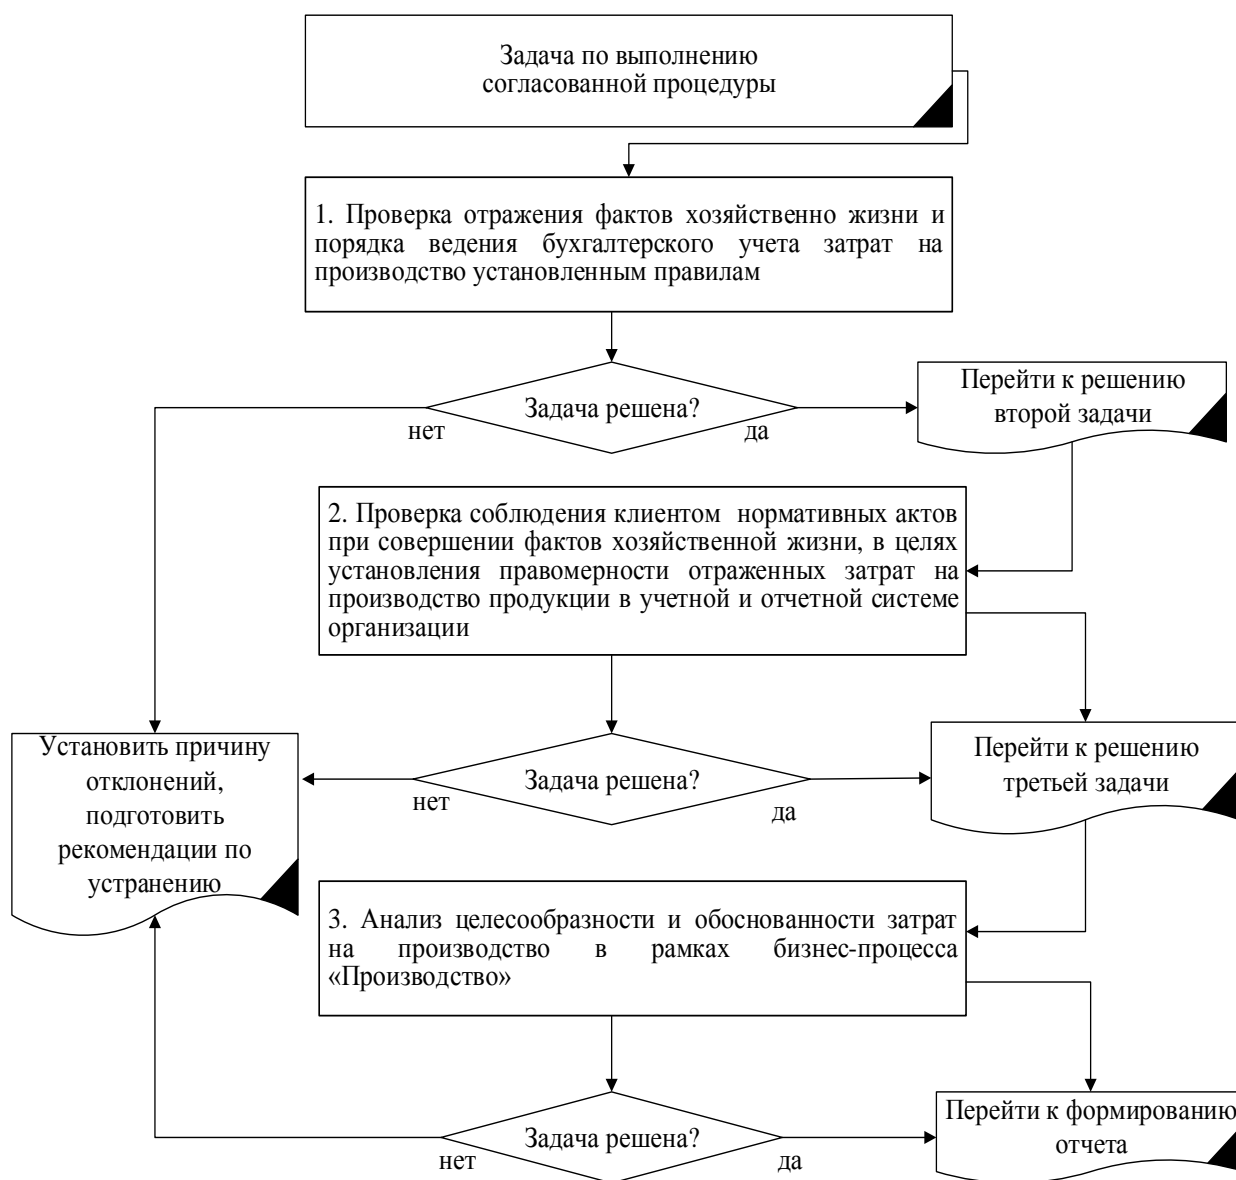 Задача по выполнению
согласованной процедуры
1. Проверка отражения фактов хозяйственно жизни и
порядка ведения бухгалтерского учета затрат на
производство установленным правилам
Задача решена?
нет
да
Перейти к решению
второй задачи
2. Проверка соблюдения клиентом нормативных актов
при совершении фактов хозяйственной жизни, в целях
установления правомерности отраженных затрат на
производство продукции в учетной и отчетной системе
организации
Установить причину
отклонений,
подготовить
рекомендации по
устранению
Задача решена?
нет
да
Перейти к решению
третьей задачи
3. Анализ целесообразности и обоснованности затрат
на производство в рамках бизнес-процесса
«Производство»
Задача решена?
нет
да
Перейти к формированию
отчета